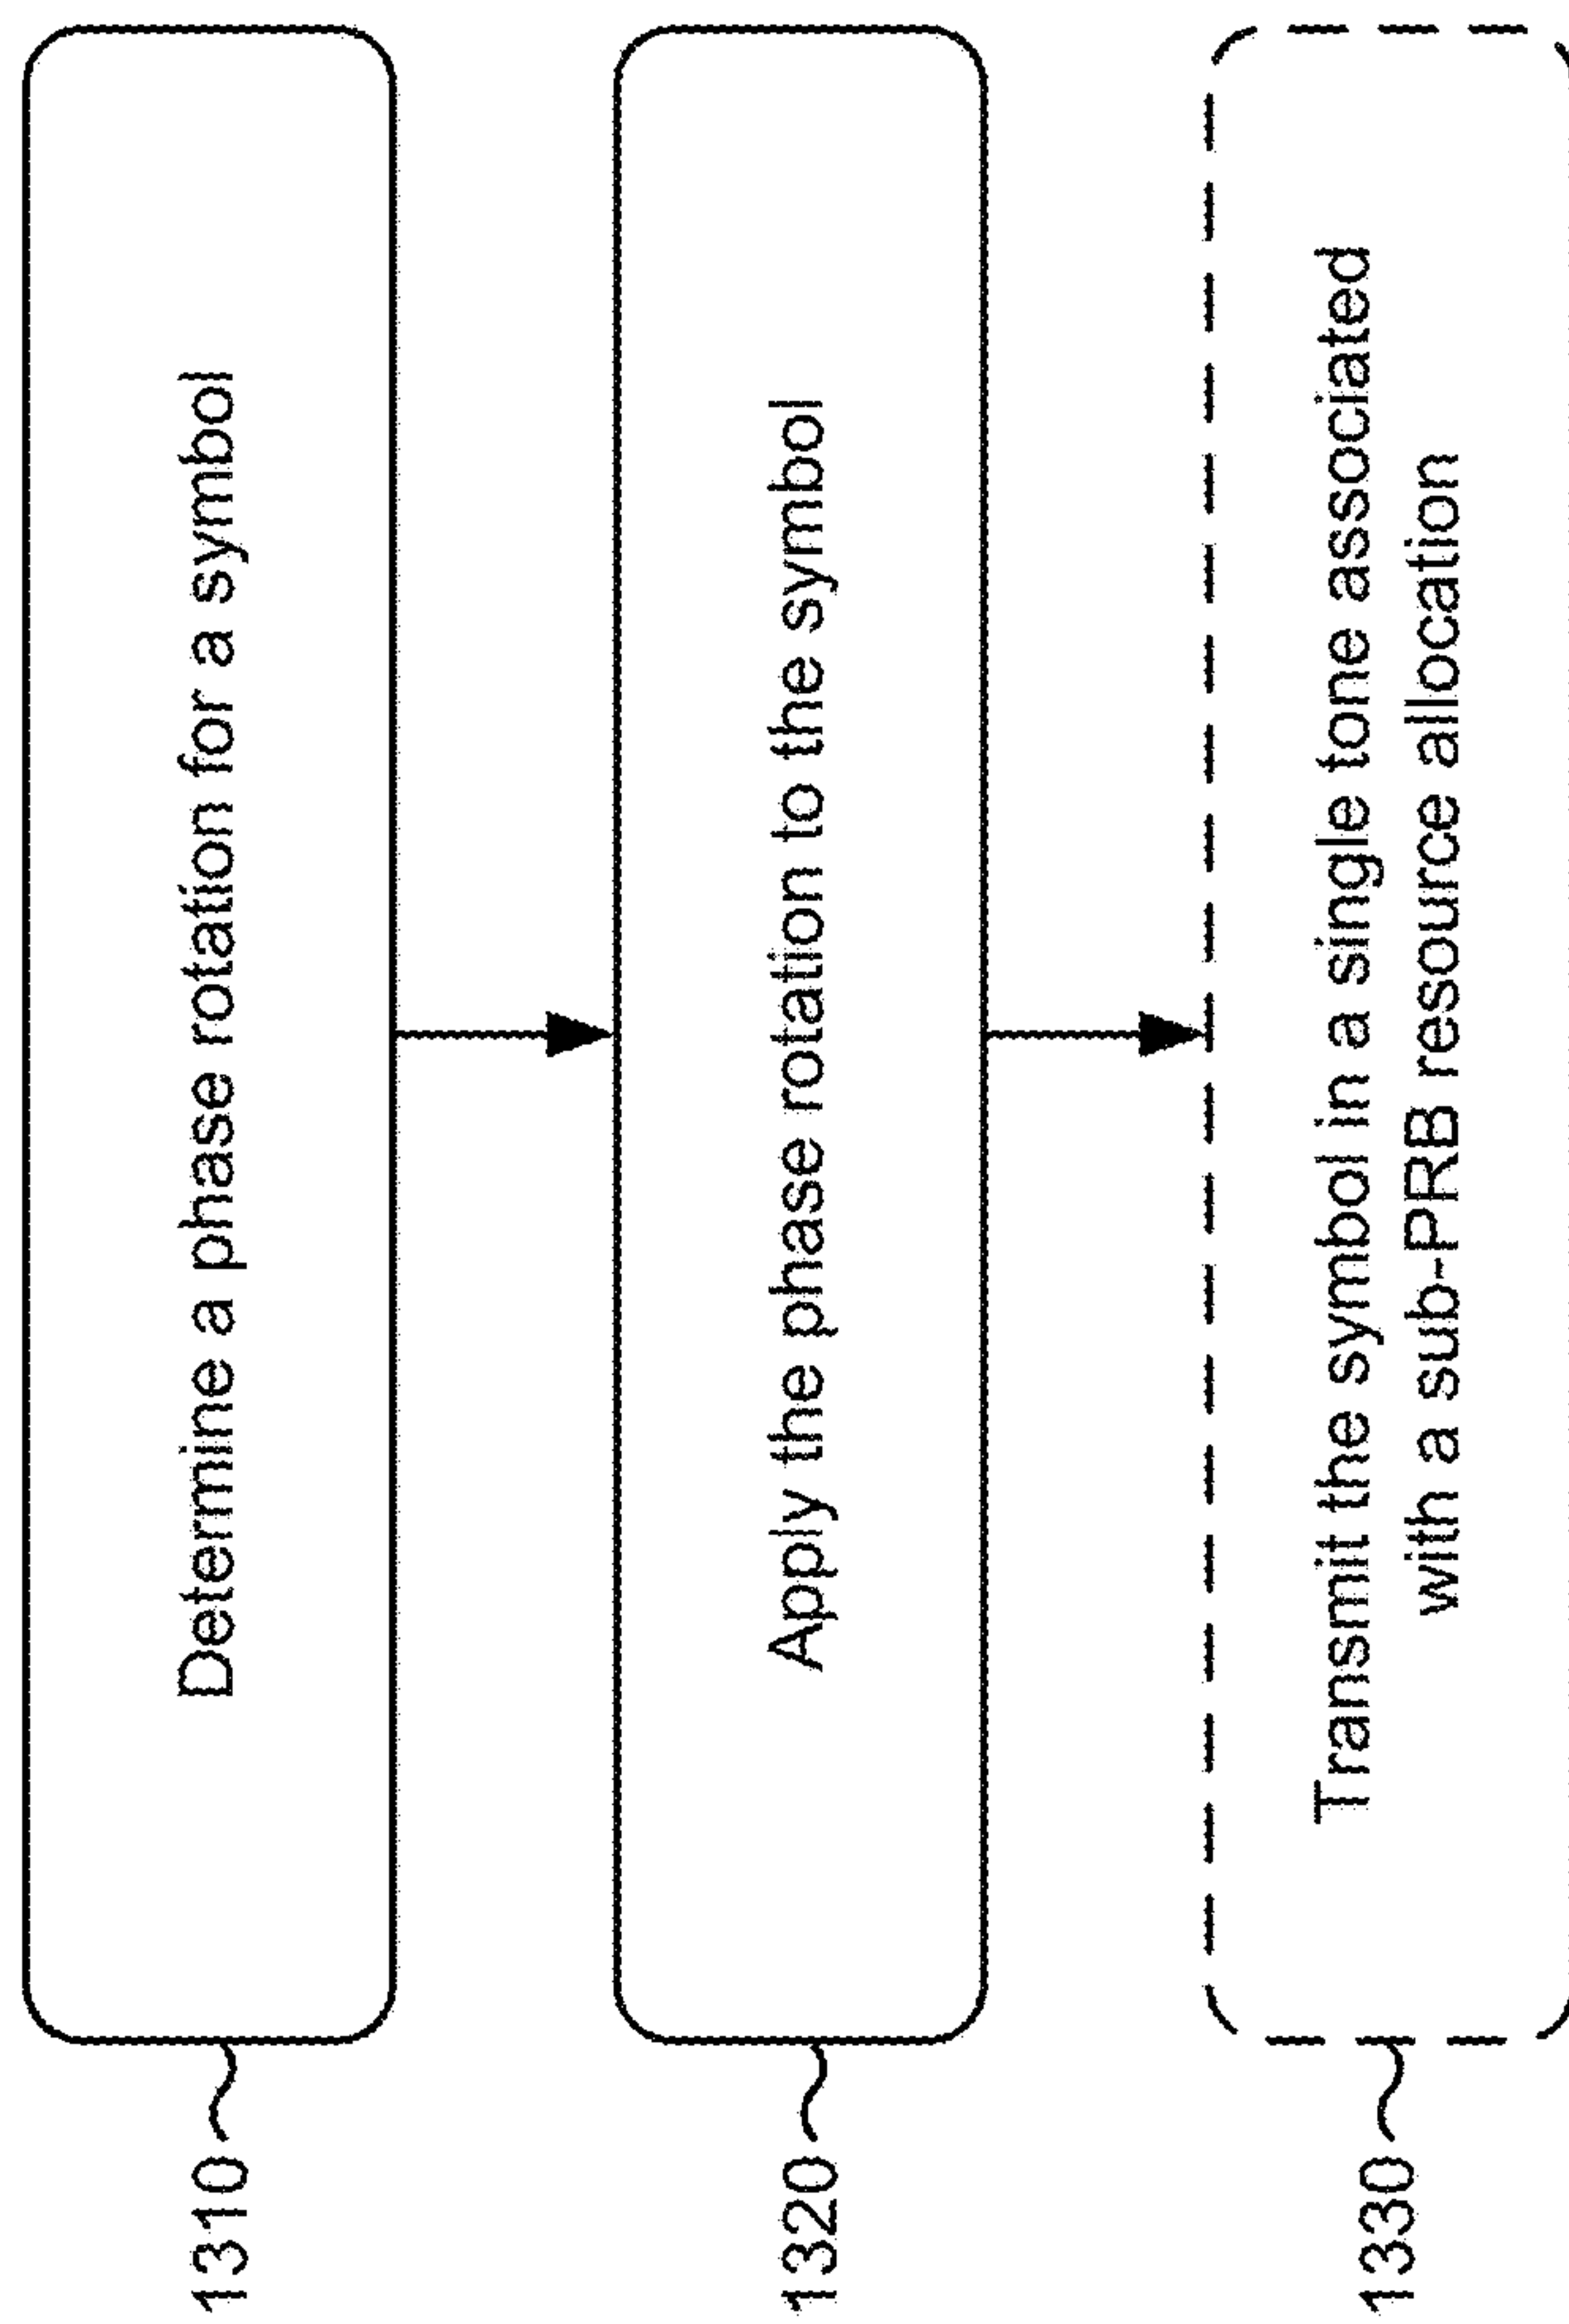 1310
Determine a phase rotation for a symbol
1320
Apply the phase rotation to the symbol
1330
Transmit the symbol in a single tone associated
with a sub-PRB resource allocation